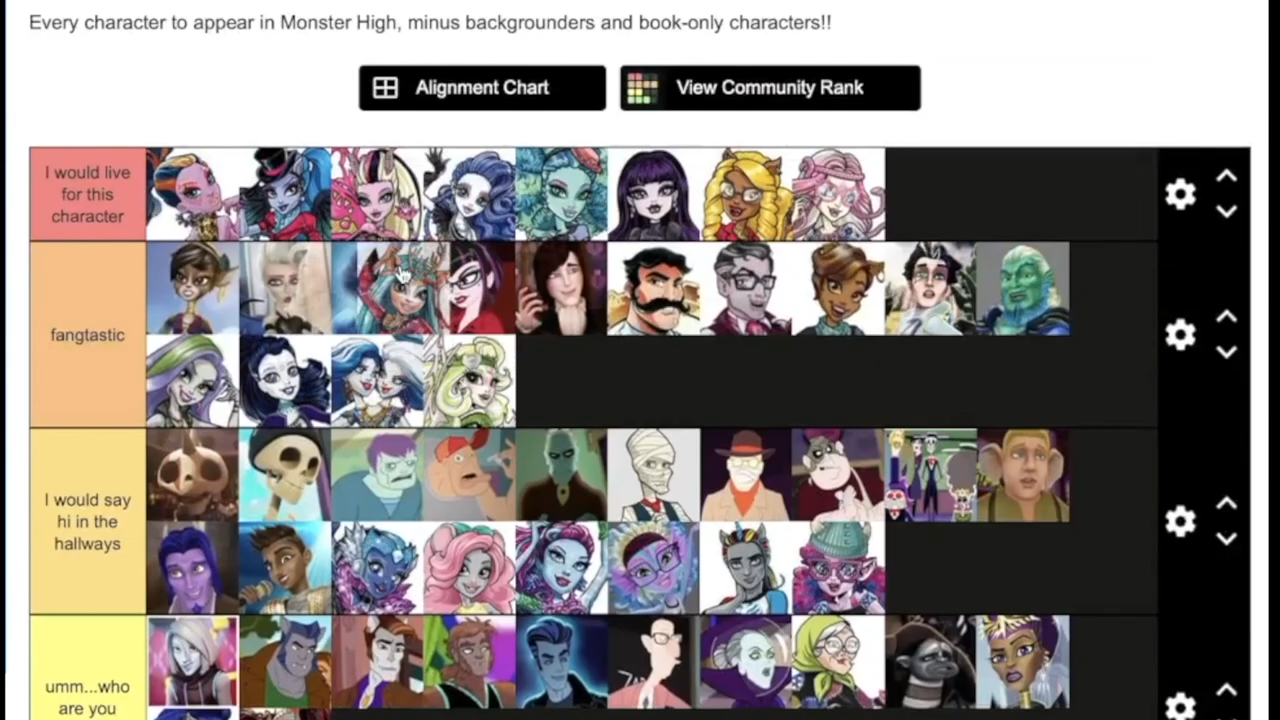 Every character to appear in Monster High, minus backgrounders and book-only characters!!
Alignment Chart
View Community Rank
I would live
for this
character
fangtastic
I would say
hi in the
hallways
umm...who
are you